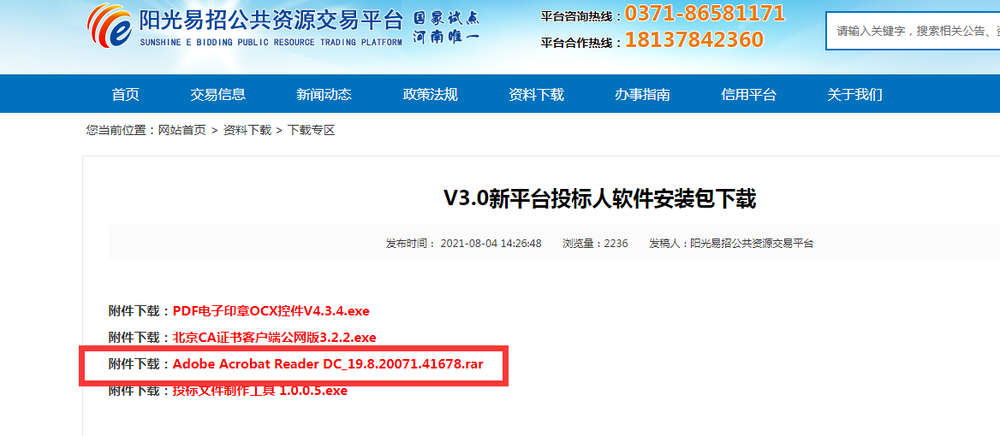 阳光易招公共资源交易平台
SUNSHINE E BIDDING PUBLIC RESOURCE TRADING PLATFORM
国家试点
河南唯一
平台咨询热线：0371-86581171
平台合作热线：18137842360
请输入关键字，搜索相关公告、
首页 交易信息 新闻动态 政策法规 资料下载 办事指南 信用平台 关于我们
您当前位置：网站首页 > 资料下载 > 下载专区
V3.0新平台投标人软件安装包下载
发布时间： 2021-08-04 14:26:48 浏览量：2236 发稿人：阳光易招公共资源交易平台
附件下载：PDF电子印章OCX控件V4.3.4.exe
附件下载：北京CA证书客户端公网版3.2.2.exe
附件下载：Adobe Acrobat Reader DC_19.8.20071.41678.rar
附件下载：投标文件制作工具 1.0.0.5.exe